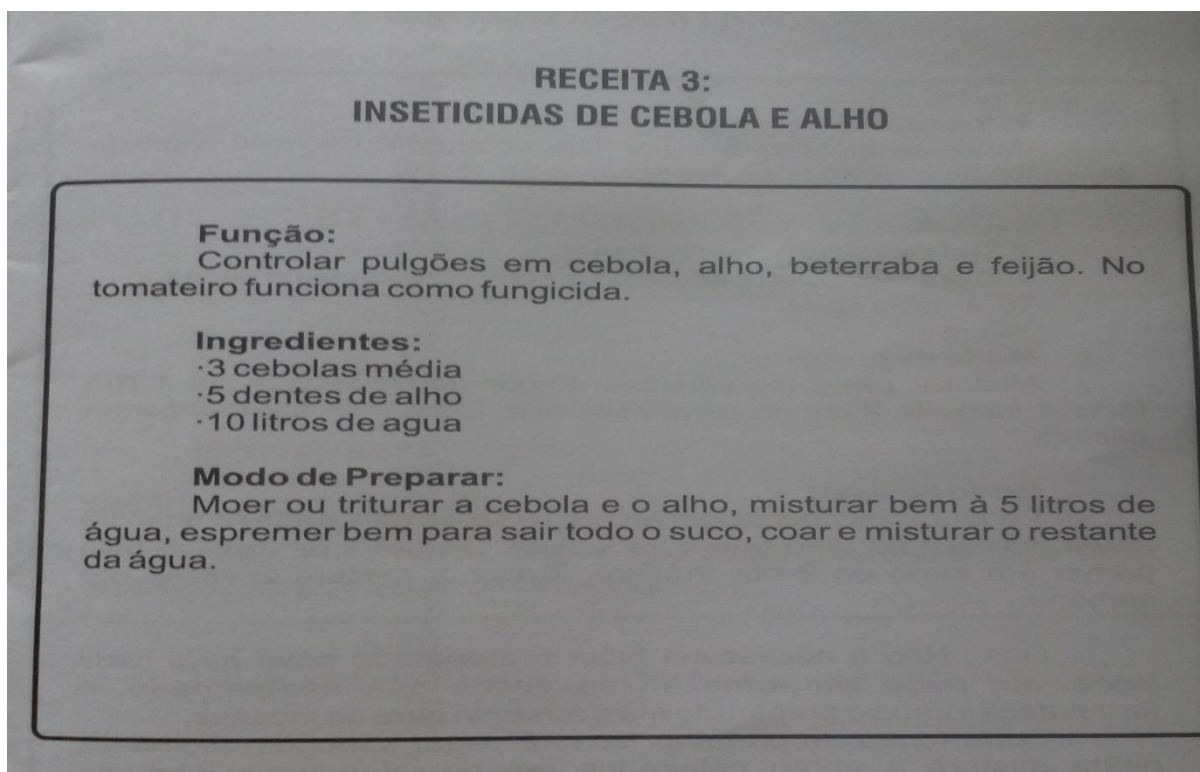 RECEITA 3:
INSETICIDAS DE CEBOLA E ALHO
Função:
Controlar pulgões em cebola, alho, beterraba e feijão. No
tomateiro funciona como fungicida.
Ingredientes:
·3 cebolas média
·5 dentes de alho
·10 litros de agua
Modo de Preparar:
Moer ou triturar a cebola e o alho, misturar bem à 5 litros de
água, espremer bem para sair todo o suco, coar e misturar o restante
da água.